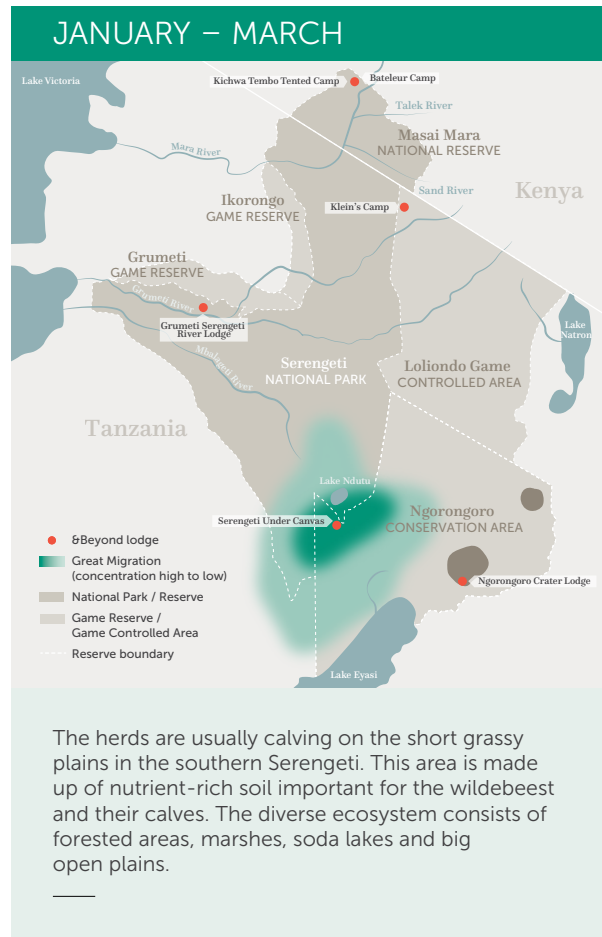 JANUARY – MARCH
Lake Victoria
Kichwa Tembo Tented Camp
Bateleur Camp
Talek River
Masai Mara
NATIONAL RESERVE
Mara River
Sand River
Kenya
Ikorongo
GAME RESERVE
Klein's Camp
Grumeti
GAME RESERVE
Grumeti River
Grumeti Serengeti
River Lodge
Lake
Natron
Mbalageti River
Serengeti
NATIONAL PARK
Loliondo Game
CONTROLLED AREA
Tanzania
Lake Ndutu
Serengeti Under Canvas
Ngorongoro
CONSERVATION AREA
Ngorongoro Crater Lodge
Lake Eyasi
&Beyond lodge
Great Migration
(concentration high to low)
National Park / Reserve
Game Reserve /
Game Controlled Area
Reserve boundary
The herds are usually calving on the short grassy
plains in the southern Serengeti. This area is made
up of nutrient-rich soil important for the wildebeest
and their calves. The diverse ecosystem consists of
forested areas, marshes, soda lakes and big
open plains.